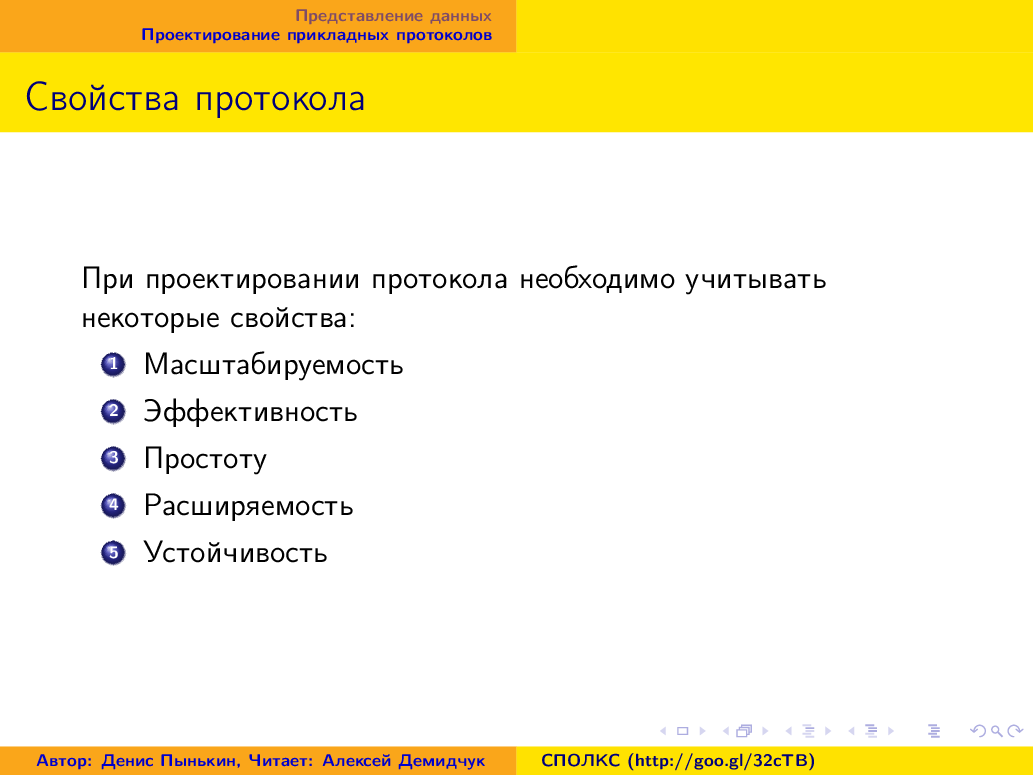 Представление данных
Проектирование прикладных протоколов
Свойства протокола
При проектировании протокола необходимо учитывать
некоторые свойства:
1 Масштабируемость
2 Эффективность
3 Простоту
4 Расширяемость
5 Устойчивость
Автор: Денис Пынькин, Читает: Алексей Демидчук
СПОЛКС (http://goo.gl/32cTB)